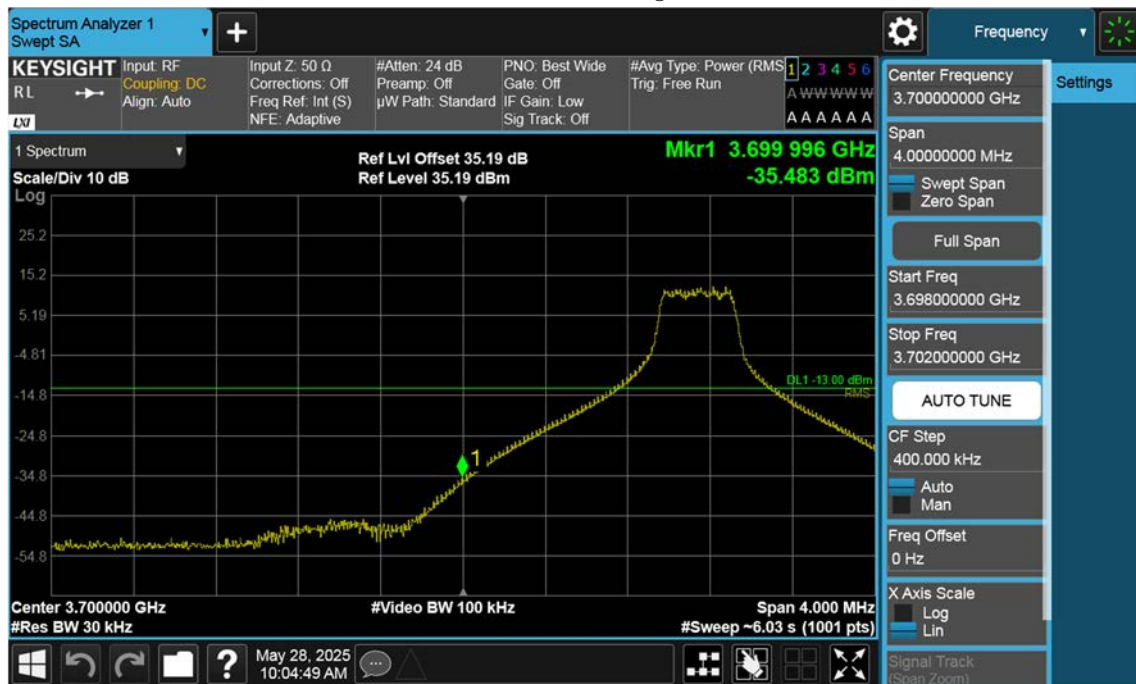 Spectrum Analyzer 1
Swept SA
Frequency
KEYSIGHT
RL
LXI
Input: RF
Coupling: DC
Align: Auto
Input Z: 50 Ω
Corrections: Off
Freq Ref: Int (S)
NFE: Adaptive
#Atten: 24 dB
Preamp: Off
µW Path: Standard
PNO: Best Wide
Gate: Off
IF Gain: Low
Sig Track: Off
#Avg Type: Power (RMS
Trig: Free Run
1 2 3 4 5 6
A W W W W W
A A A A A A
1 Spectrum
Scale/Div 10 dB
Log
Ref Lvl Offset 35.19 dB
Ref Level 35.19 dBm
Mkr1 3.699 996 GHz
-35.483 dBm
25.2
15.2
5.19
-4.81
-14.8
-24.8
-34.8
-44.8
-54.8
DL1 -13.00 dBm
RMS
1
Center 3.700000 GHz
#Res BW 30 kHz
#Video BW 100 kHz
Span 4.000 MHz
#Sweep ~6.03 s (1001 pts)
Center Frequency
3.700000000 GHz
Span
4.00000000 MHz
Swept Span
Zero Span
Full Span
Start Freq
3.698000000 GHz
Stop Freq
3.702000000 GHz
AUTO TUNE
CF Step
400.000 kHz
Auto
Man
Freq Offset
0 Hz
X Axis Scale
Log
Lin
Signal Track
(Span Zoom)
Settings
?
May 28, 2025
10:04:49 AM